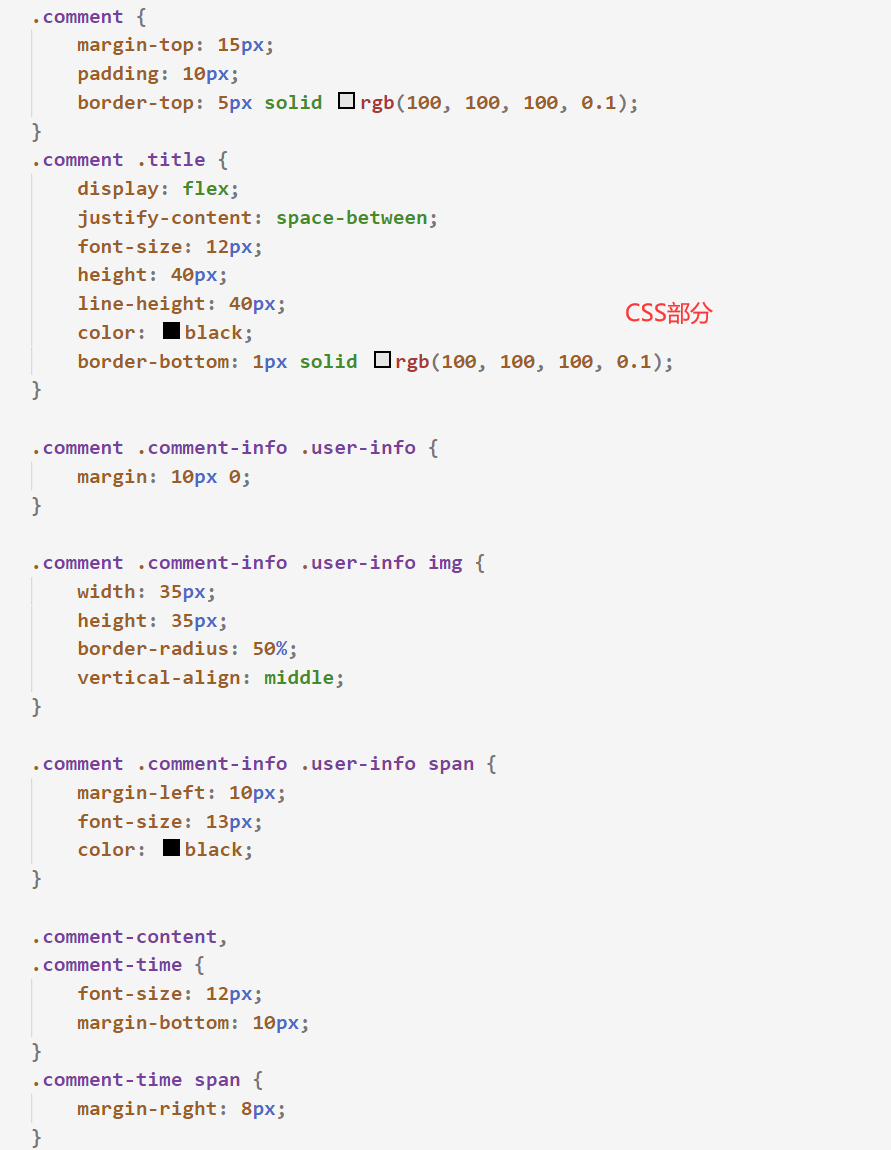 .comment {
    margin-top: 15px;
    padding: 10px;
    border-top: 5px solid rgb(100, 100, 100, 0.1);
}
.comment .title {
    display: flex;
    justify-content: space-between;
    font-size: 12px;
    height: 40px;
    line-height: 40px;
    color: black;
    border-bottom: 1px solid rgb(100, 100, 100, 0.1);
}
.comment .comment-info .user-info {
    margin: 10px 0;
}
.comment .comment-info .user-info img {
    width: 35px;
    height: 35px;
    border-radius: 50%;
    vertical-align: middle;
}
.comment .comment-info .user-info span {
    margin-left: 10px;
    font-size: 13px;
    color: black;
}
.comment-content,
.comment-time {
    font-size: 12px;
    margin-bottom: 10px;
}
.comment-time span {
    margin-right: 8px;
}
CSS部分